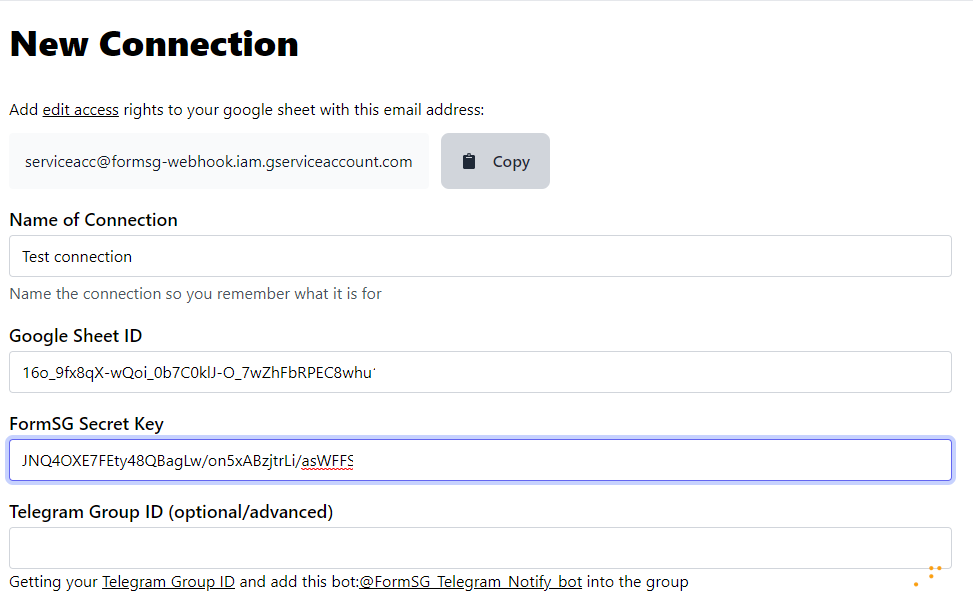 New Connection
Add edit access rights to your google sheet with this email address:
serviceacc@formsg-webhook.iam.gserviceaccount.com
Copy
Name of Connection
Test connection
Name the connection so you remember what it is for
Google Sheet ID
16o_9fx8qX-wQoi_0b7C0klJ-O_7wZhFbRPEC8whu
FormSG Secret Key
JNQ4OXE7FEty48QBagLw/on5xABzjtrLi/asWFFS
Telegram Group ID (optional/advanced)
Getting your Telegram Group ID and add this bot:@FormSG_Telegram_Notify_bot into the group